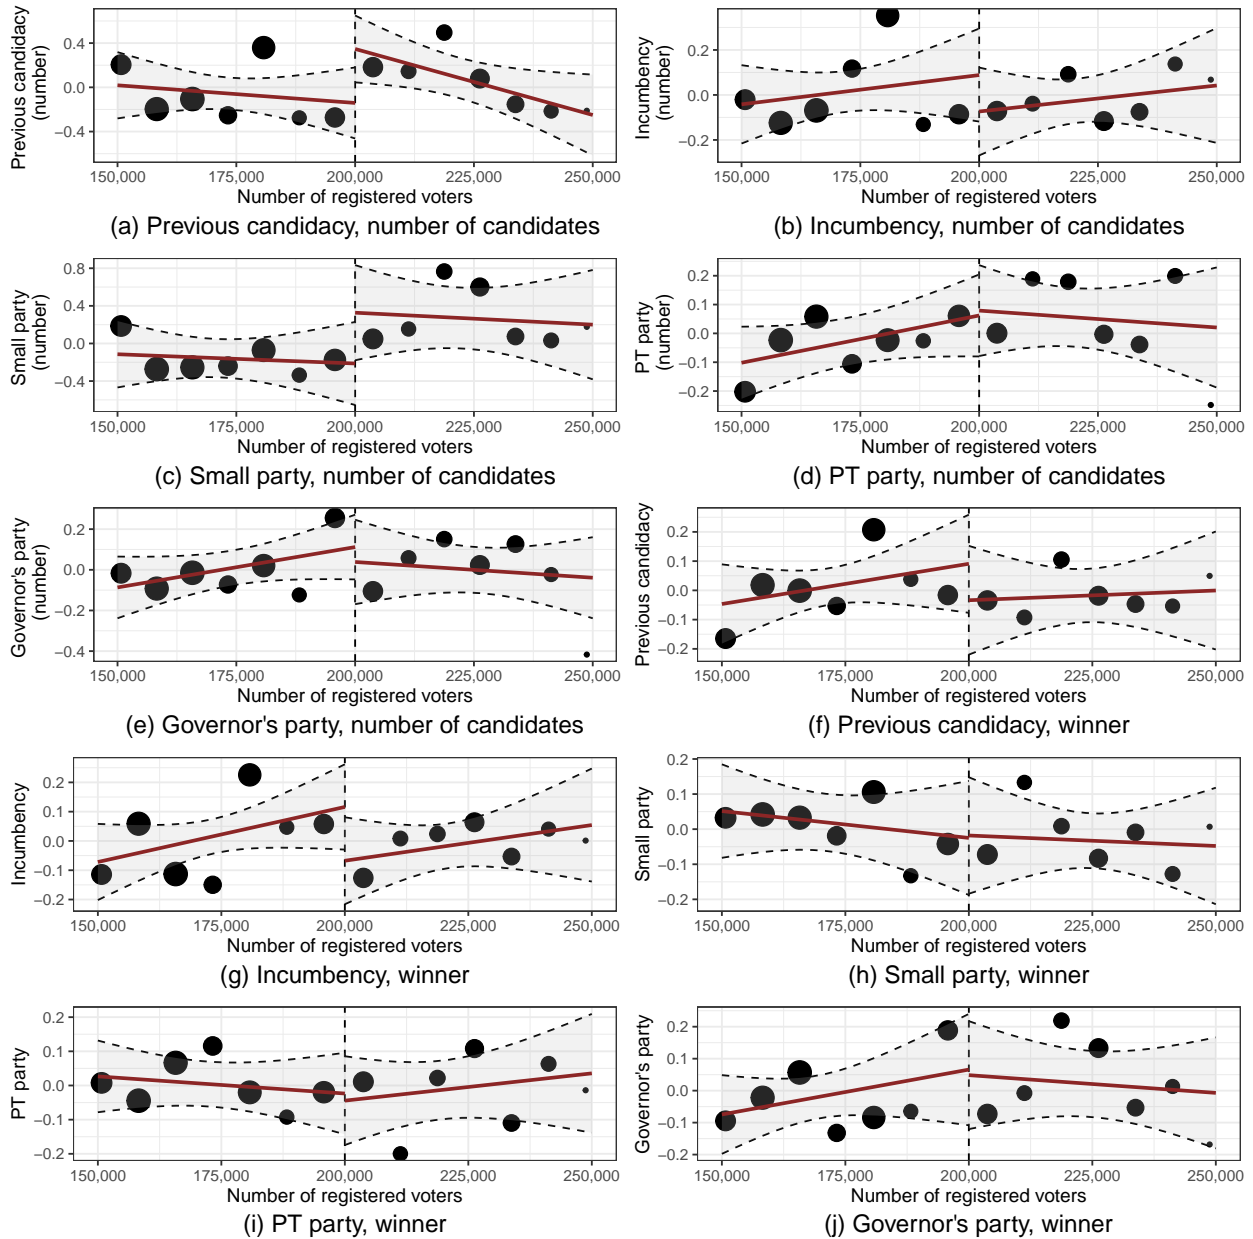 Previous candidacy
(number)
0.4
0.0
−0.4
150,000 175,000 200,000 225,000 250,000
Number of registered voters
(a) Previous candidacy, number of candidates
Incumbency
(number)
0.2
0.0
−0.2
150,000 175,000 200,000 225,000 250,000
Number of registered voters
(b) Incumbency, number of candidates
Small party
(number)
0.8
0.4
0.0
−0.4
150,000 175,000 200,000 225,000 250,000
Number of registered voters
(c) Small party, number of candidates
PT party
(number)
0.2
0.1
0.0
−0.1
−0.2
150,000 175,000 200,000 225,000 250,000
Number of registered voters
(d) PT party, number of candidates
Governor's party
(number)
0.2
0.0
−0.2
−0.4
150,000 175,000 200,000 225,000 250,000
Number of registered voters
(e) Governor's party, number of candidates
Previous candidacy
0.2
0.1
0.0
−0.1
−0.2
150,000 175,000 200,000 225,000 250,000
Number of registered voters
(f) Previous candidacy, winner
Incumbency
0.2
0.1
0.0
−0.1
−0.2
150,000 175,000 200,000 225,000 250,000
Number of registered voters
(g) Incumbency, winner
Small party
0.2
0.1
0.0
−0.1
−0.2
150,000 175,000 200,000 225,000 250,000
Number of registered voters
(h) Small party, winner
PT party
0.2
0.1
0.0
−0.1
−0.2
150,000 175,000 200,000 225,000 250,000
Number of registered voters
(i) PT party, winner
Governor's party
0.2
0.1
0.0
−0.1
−0.2
150,000 175,000 200,000 225,000 250,000
Number of registered voters
(j) Governor's party, winner